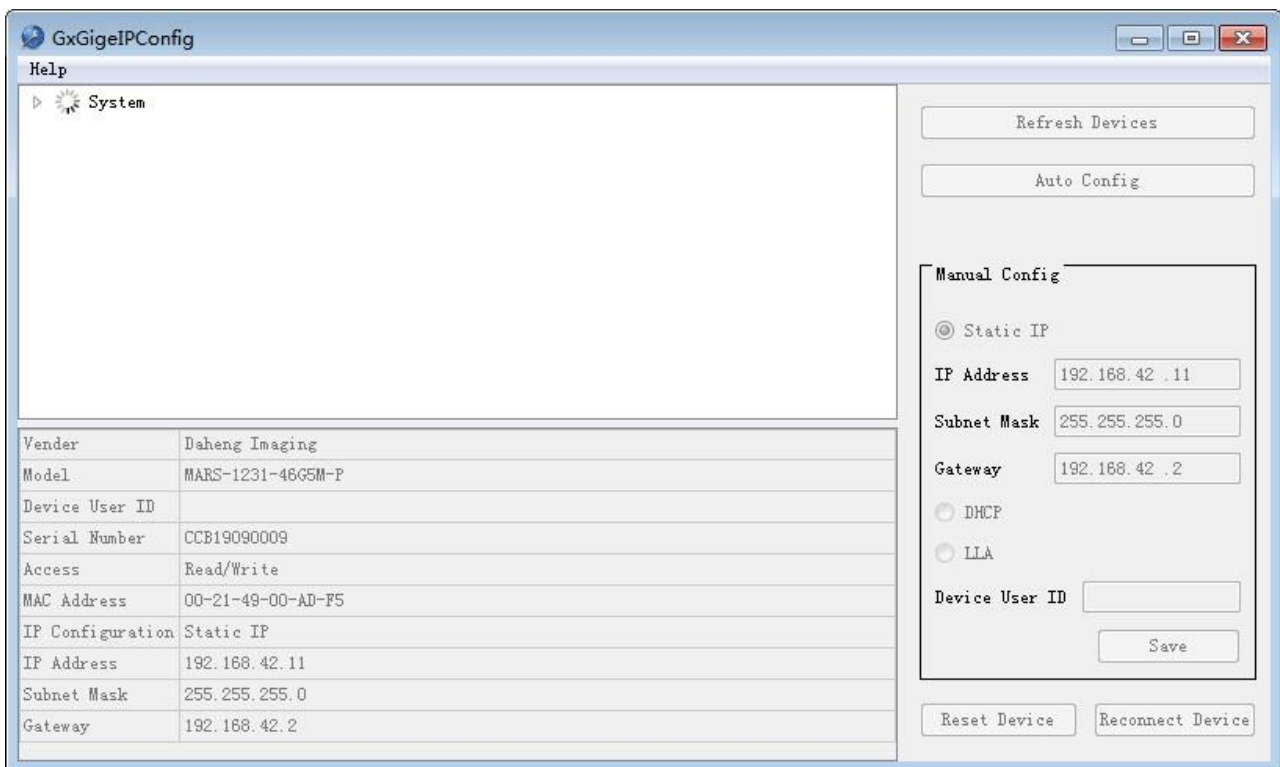 GxGigeIPConfig
Help
System
Refresh Devices
Auto Config
Manual Config
Static IP
IP Address 192.168.42 .11
Subnet Mask 255.255.255.0
Gateway 192.168.42 .2
DHCP
LLA
Device User ID
Save
Reset Device Reconnect Device
Vender Daheng Imaging
Model MARS-1231-46G5M-P
Device User ID
Serial Number CCB19090009
Access Read/Write
MAC Address 00-21-49-00-AD-F5
IP Configuration Static IP
IP Address 192.168.42.11
Subnet Mask 255.255.255.0
Gateway 192.168.42.2